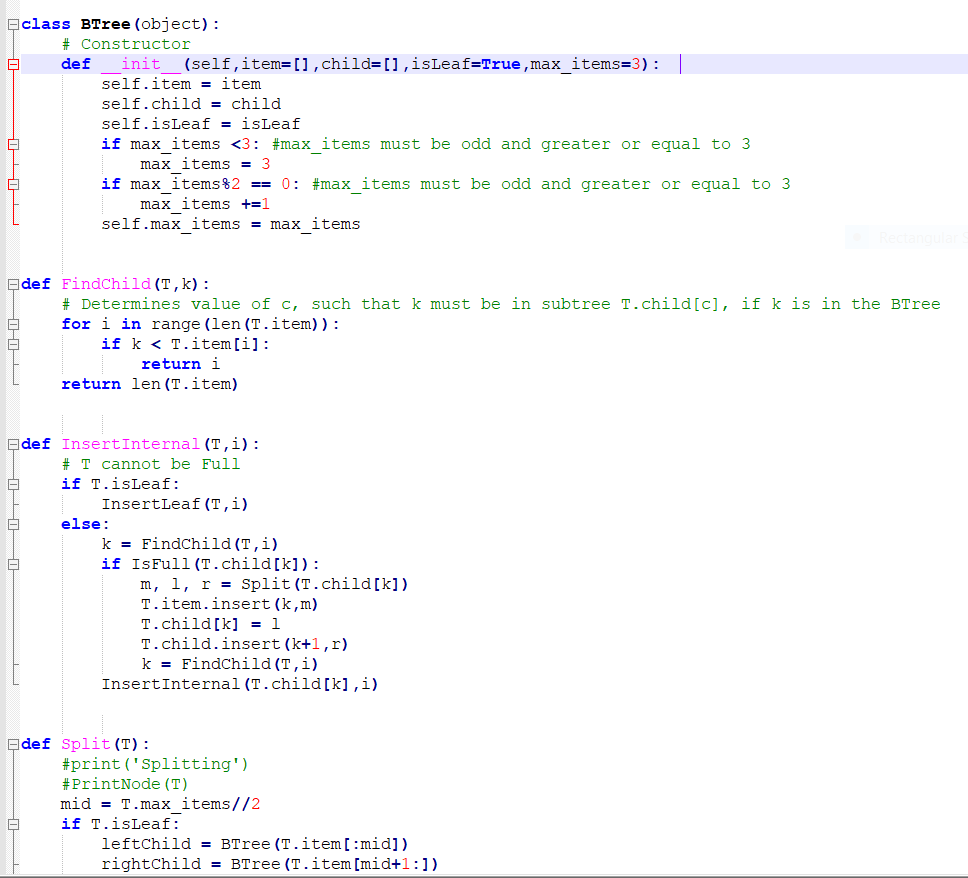 class BTree(object):
    # Constructor
    def __init__(self,item=[],child=[],isLeaf=True,max_items=3):
        self.item = item
        self.child = child
        self.isLeaf = isLeaf
        if max_items <3: #max_items must be odd and greater or equal to 3
            max_items = 3
        if max_items%2 == 0: #max_items must be odd and greater or equal to 3
            max_items +=1
        self.max_items = max_items
Rectangular S
def FindChild(T,k):
    # Determines value of c, such that k must be in subtree T.child[c], if k is in the BTree
    for i in range(len(T.item)):
        if k < T.item[i]:
            return i
    return len(T.item)
def InsertInternal(T,i):
    # T cannot be Full
    if T.isLeaf:
        InsertLeaf(T,i)
    else:
        k = FindChild(T,i)
        if IsFull(T.child[k]):
            m, l, r = Split(T.child[k])
            T.item.insert(k,m)
            T.child[k] = l
            T.child.insert(k+1,r)
            k = FindChild(T,i)
        InsertInternal(T.child[k],i)
def Split(T):
    #print('Splitting')
    #PrintNode(T)
    mid = T.max_items//2
    if T.isLeaf:
        leftChild = BTree(T.item[:mid])
        rightChild = BTree(T.item[mid+1:])